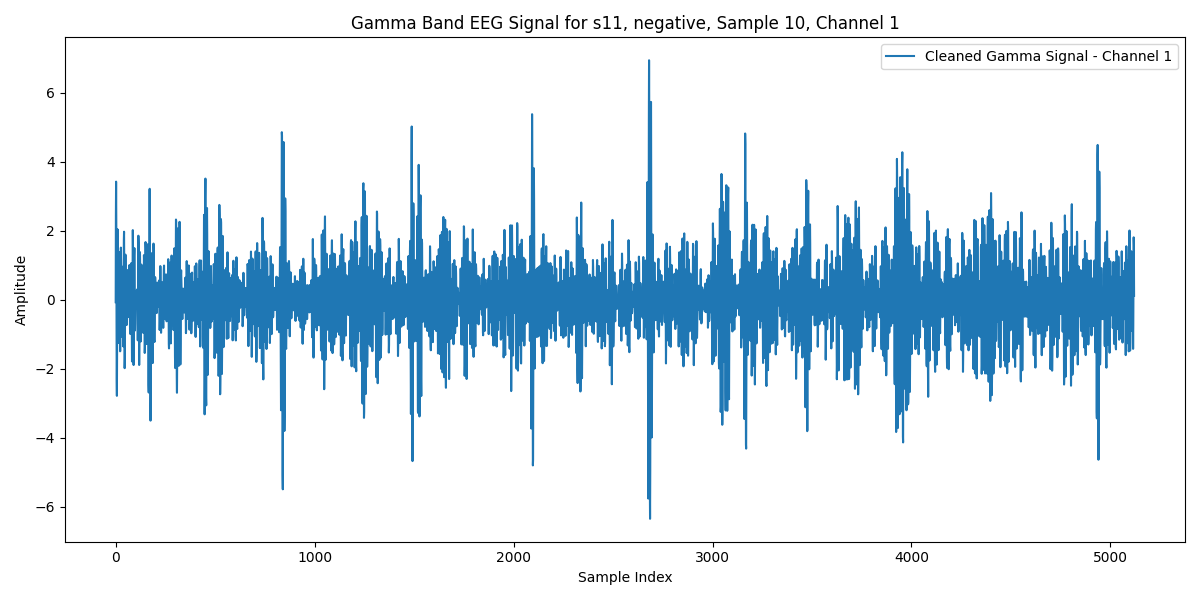 Gamma Band EEG Signal for s11, negative, Sample 10, Channel 1
Cleaned Gamma Signal - Channel 1
Amplitude
6
4
2
0
−2
−4
−6
0 1000 2000 3000 4000 5000
Sample Index